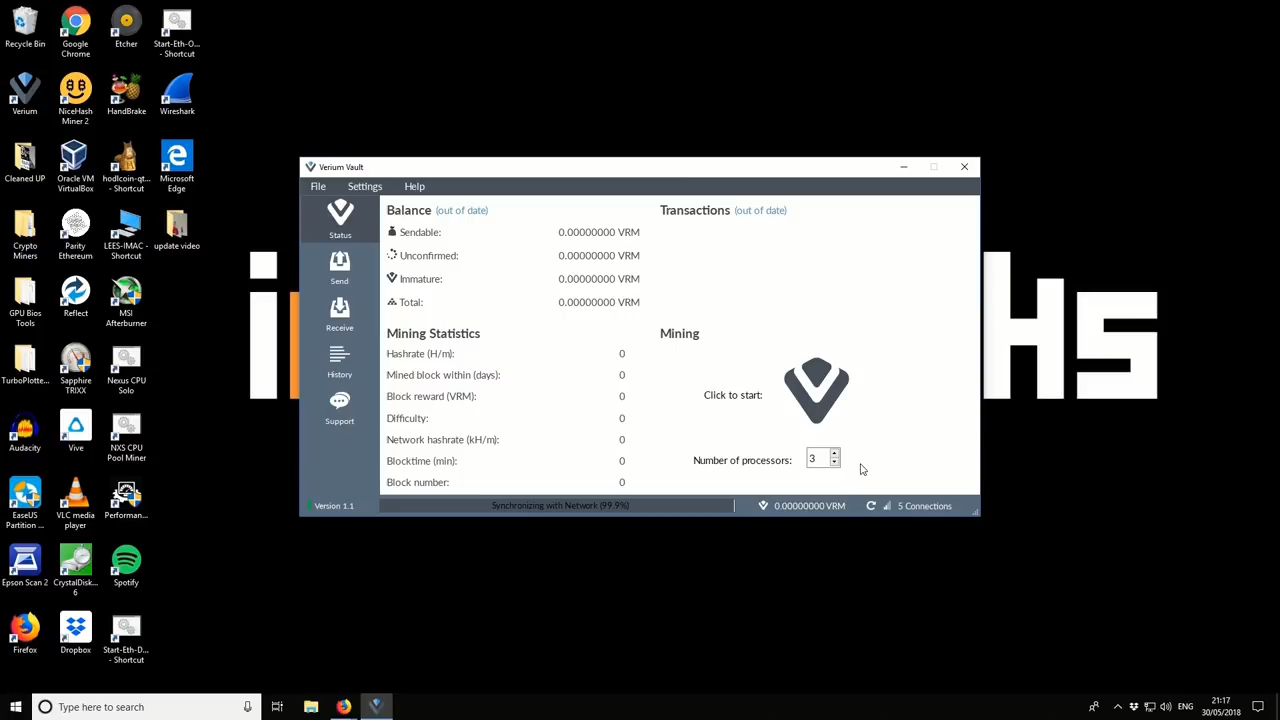 Recycle Bin
Google
Chrome
Etcher
Start-Eth-O...
- Shortcut
Verium
NiceHash
Miner 2
HandBrake
Wireshark
Cleaned UP
Oracle VM
VirtualBox
hodlcoin-qt...
- Shortcut
Microsoft
Edge
Crypto
Miners
Parity
Ethereum
LEES-IMAC -
Shortcut
update video
GPU Bios
Tools
Reflect
MSI
Afterburner
TurboPlotte...
Sapphire
TRIXX
Nexus CPU
Solo
Audacity
Vive
NXS CPU
Pool Miner
EaseUS
Partition ...
VLC media
player
Performan...
Epson Scan 2
CrystalDisk...
6
Spotify
Firefox
Dropbox
Start-Eth-D...
- Shortcut
Verium Vault
File Settings Help
Status
Send
Receive
History
Support
Balance (out of date)
Sendable: 0.00000000 VRM
Unconfirmed: 0.00000000 VRM
Immature: 0.00000000 VRM
Total: 0.00000000 VRM
Transactions (out of date)
Mining Statistics
Hashrate (H/m): 0
Mined block within (days): 0
Block reward (VRM): 0
Difficulty: 0
Network hashrate (kH/m): 0
Blocktime (min): 0
Block number: 0
Mining
Click to start:
Number of processors: 3
Version 1.1
Synchronizing with Network (99.9%)
0.00000000 VRM
5 Connections
Type here to search
ENG
21:17
30/05/2018